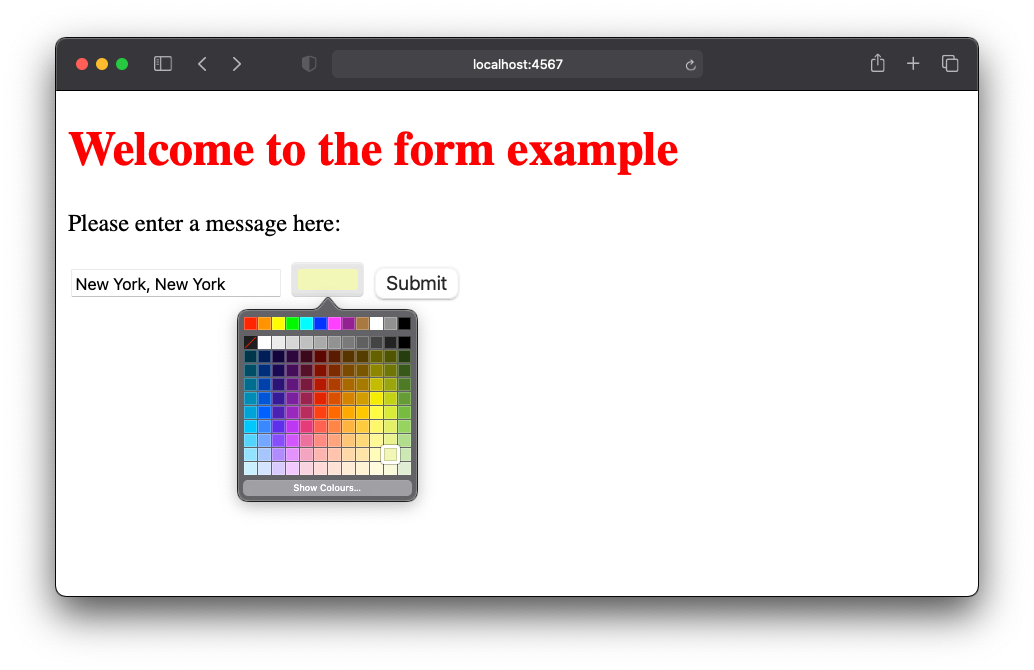 localhost:4567
Welcome to the form example
Please enter a message here:
New York, New York
Submit
Show Colours...